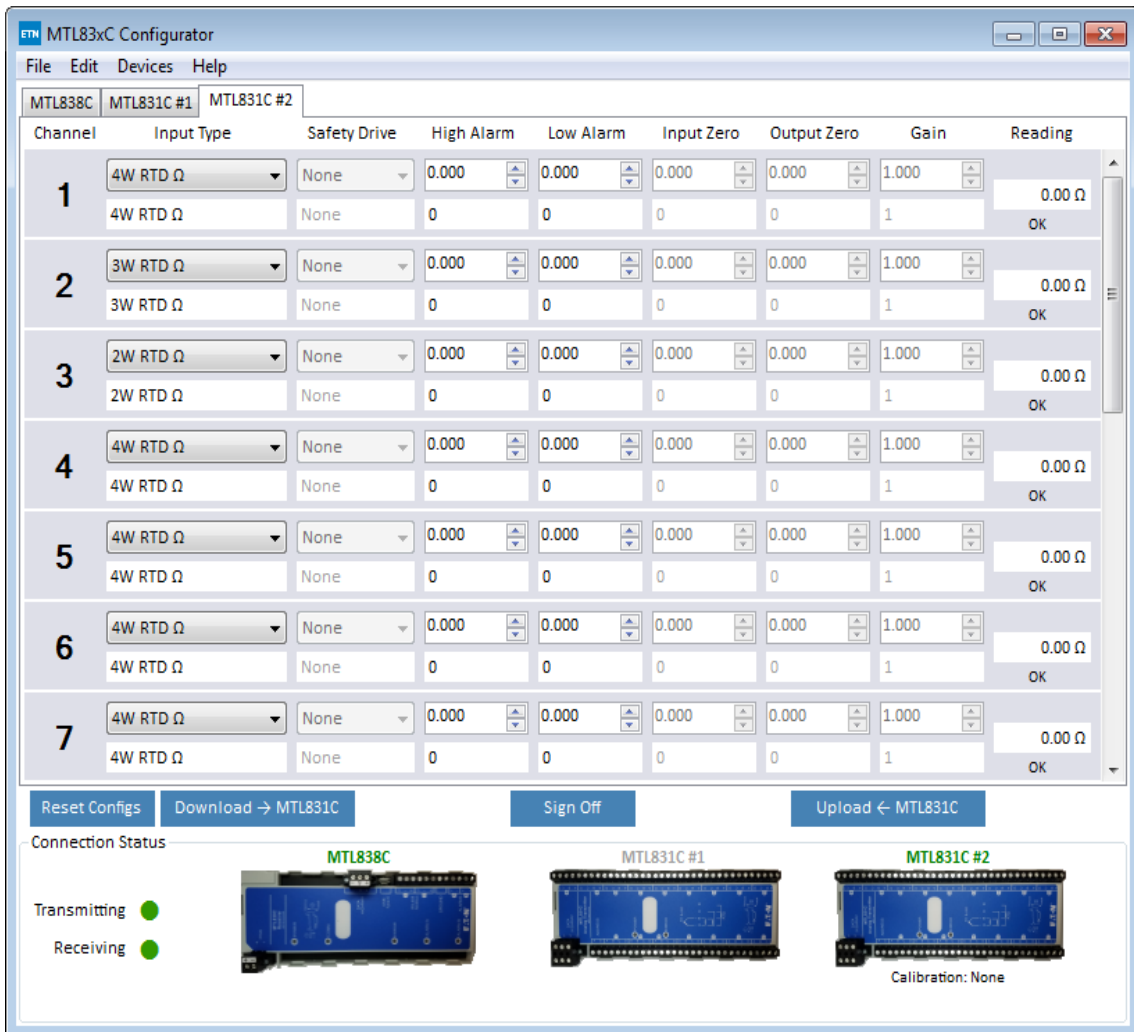 ETN MTL83xC Configurator
File Edit Devices Help
MTL838C MTL831C #1 MTL831C #2
Channel Input Type Safety Drive High Alarm Low Alarm Input Zero Output Zero Gain Reading
1 4W RTD Ω None 0.000 0.000 0.000 0.000 1.000 0.00 Ω
4W RTD Ω None 0 0 0 0 1 OK
2 3W RTD Ω None 0.000 0.000 0.000 0.000 1.000 0.00 Ω
3W RTD Ω None 0 0 0 0 1 OK
3 2W RTD Ω None 0.000 0.000 0.000 0.000 1.000 0.00 Ω
2W RTD Ω None 0 0 0 0 1 OK
4 4W RTD Ω None 0.000 0.000 0.000 0.000 1.000 0.00 Ω
4W RTD Ω None 0 0 0 0 1 OK
5 4W RTD Ω None 0.000 0.000 0.000 0.000 1.000 0.00 Ω
4W RTD Ω None 0 0 0 0 1 OK
6 4W RTD Ω None 0.000 0.000 0.000 0.000 1.000 0.00 Ω
4W RTD Ω None 0 0 0 0 1 OK
7 4W RTD Ω None 0.000 0.000 0.000 0.000 1.000 0.00 Ω
4W RTD Ω None 0 0 0 0 1 OK
Reset Configs Download → MTL831C Sign Off Upload ← MTL831C
Connection Status
MTL838C MTL831C #1 MTL831C #2
Transmitting
Receiving
Calibration: None